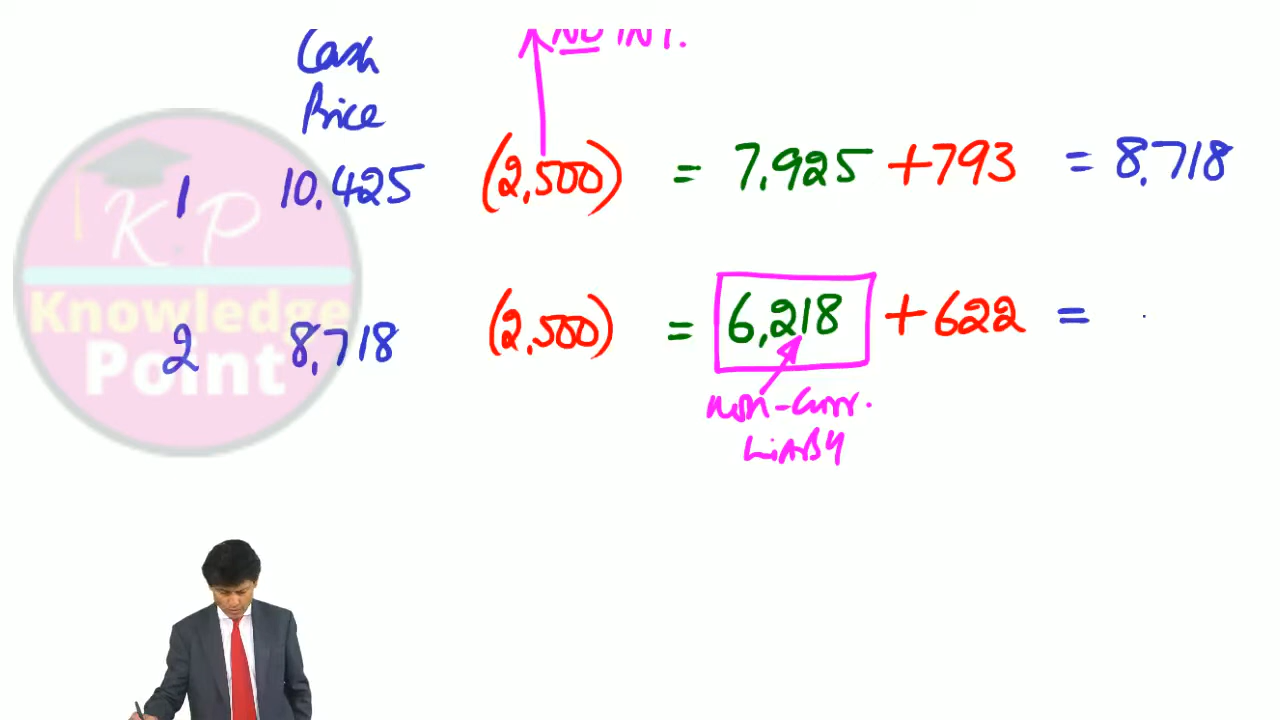 NO INT.
Cash
Price
1 10.425 (2,500) = 7.925 +793 = 8.718
2 8,718 (2,500) = 6,218 +622 =
non-curr.
LiABy
K P
Knowledge
Point